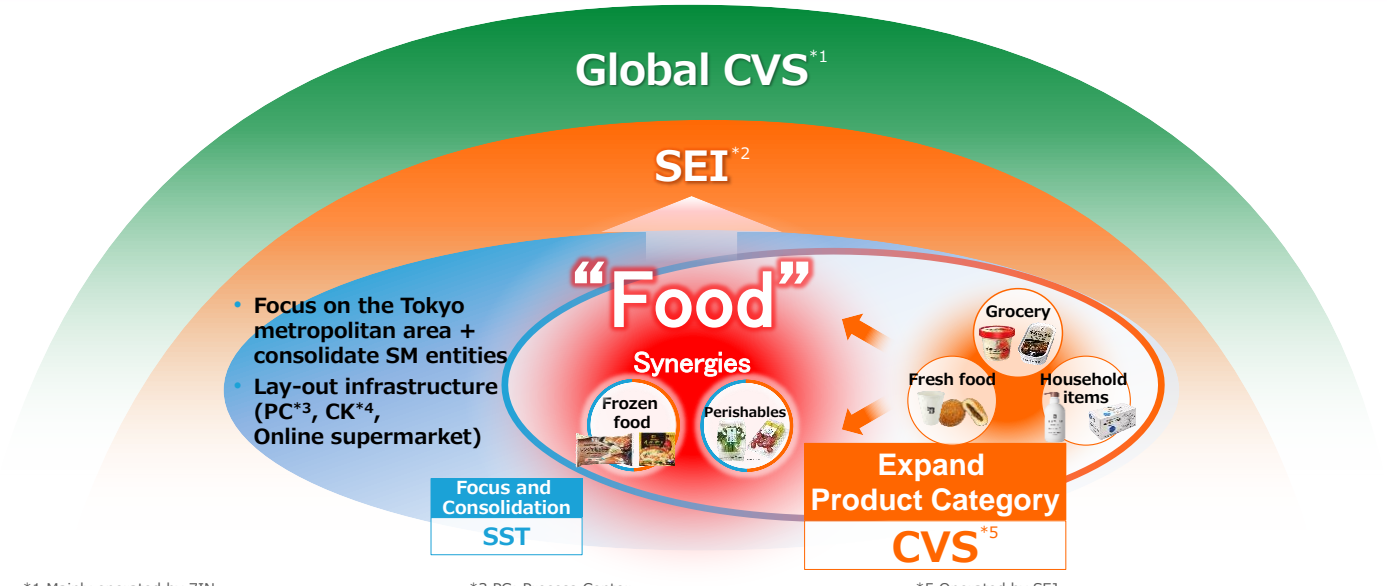 Global CVS*1
SEI*2
“Food”
Synergies
• Focus on the Tokyo
metropolitan area +
consolidate SM entities
• Lay-out infrastructure
(PC*3, CK*4,
Online supermarket)
Frozen
food
Perishables
Grocery
Fresh food
Household
items
Focus and
Consolidation
SST
Expand
Product Category
CVS*5